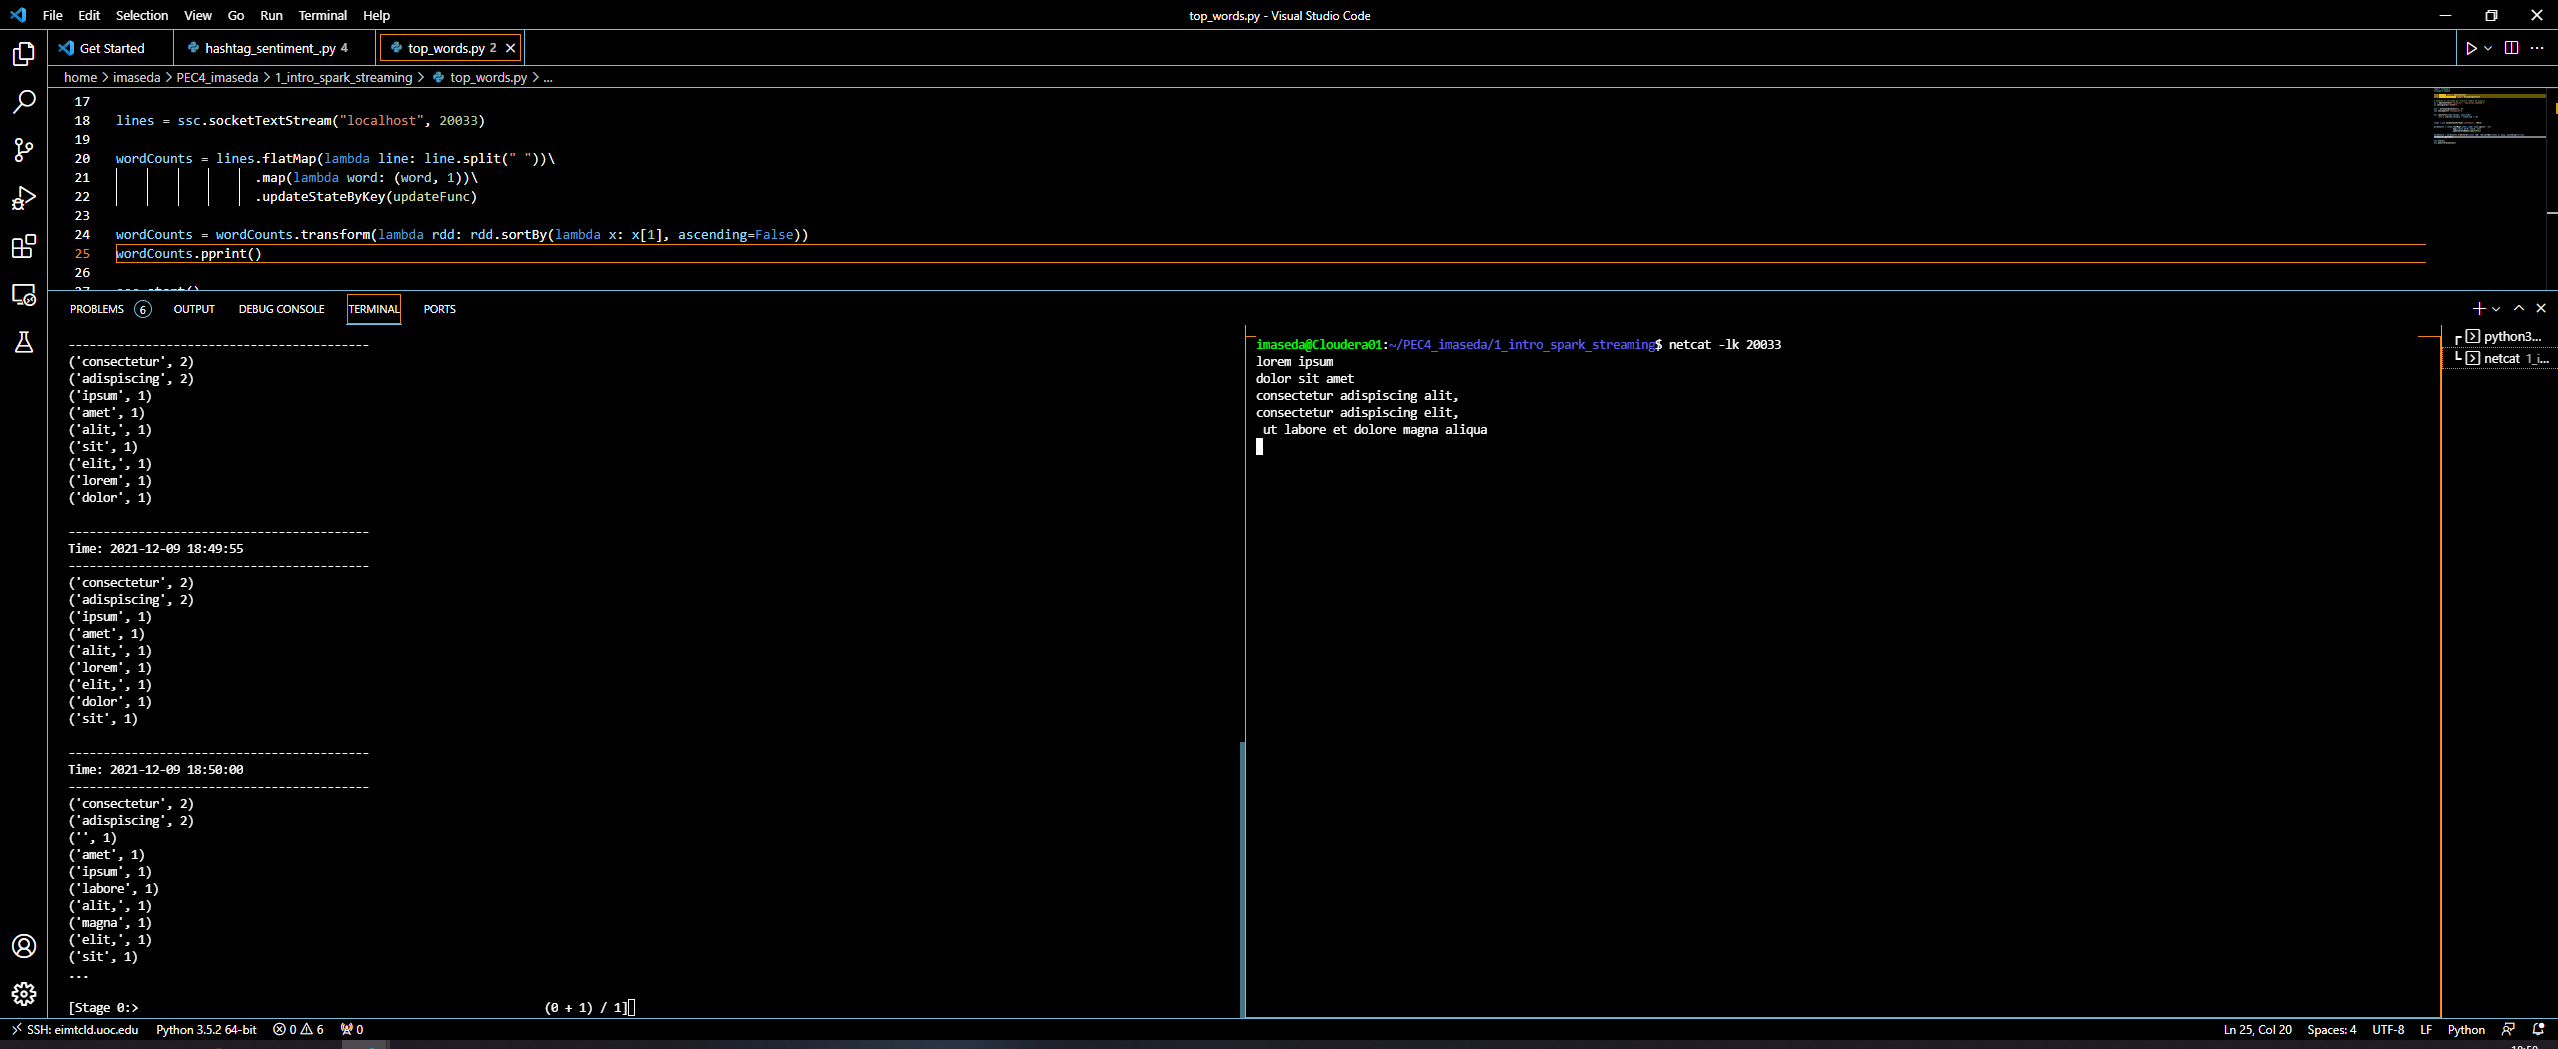 File Edit Selection View Go Run Terminal Help
top_words.py - Visual Studio Code
Get Started
hashtag_sentiment_.py 4
top_words.py 2
home > imaseda > PEC4_imaseda > 1_intro_spark_streaming > top_words.py > ...
17
18 lines = ssc.socketTextStream("localhost", 20033)
19
20 wordCounts = lines.flatMap(lambda line: line.split(" "))\
21 .map(lambda word: (word, 1))\
22 .updateStateByKey(updateFunc)
23
24 wordCounts = wordCounts.transform(lambda rdd: rdd.sortBy(lambda x: x[1], ascending=False))
25 wordCounts.pprint()
26
27 ssc.start()
PROBLEMS 6 OUTPUT DEBUG CONSOLE TERMINAL PORTS
-------------------------------------------
('consectetur', 2)
('adispiscing', 2)
('ipsum', 1)
('amet', 1)
('alit,', 1)
('sit', 1)
('elit,', 1)
('lorem', 1)
('dolor', 1)
-------------------------------------------
Time: 2021-12-09 18:49:55
-------------------------------------------
('consectetur', 2)
('adispiscing', 2)
('ipsum', 1)
('amet', 1)
('alit,', 1)
('lorem', 1)
('elit,', 1)
('dolor', 1)
('sit', 1)
-------------------------------------------
Time: 2021-12-09 18:50:00
-------------------------------------------
('consectetur', 2)
('adispiscing', 2)
('', 1)
('amet', 1)
('ipsum', 1)
('labore', 1)
('alit,', 1)
('magna', 1)
('elit,', 1)
('sit', 1)
...
[Stage 0:> (0 + 1) / 1]
imaseda@Cloudera01:~/PEC4_imaseda/1_intro_spark_streaming$ netcat -lk 20033
lorem ipsum
dolor sit amet
consectetur adispiscing alit,
consectetur adispiscing elit,
ut labore et dolore magna aliqua
python3...
netcat 1_i...
SSH: eimtcld.uoc.edu Python 3.5.2 64-bit 0 6 0
Ln 25, Col 20 Spaces: 4 UTF-8 LF Python